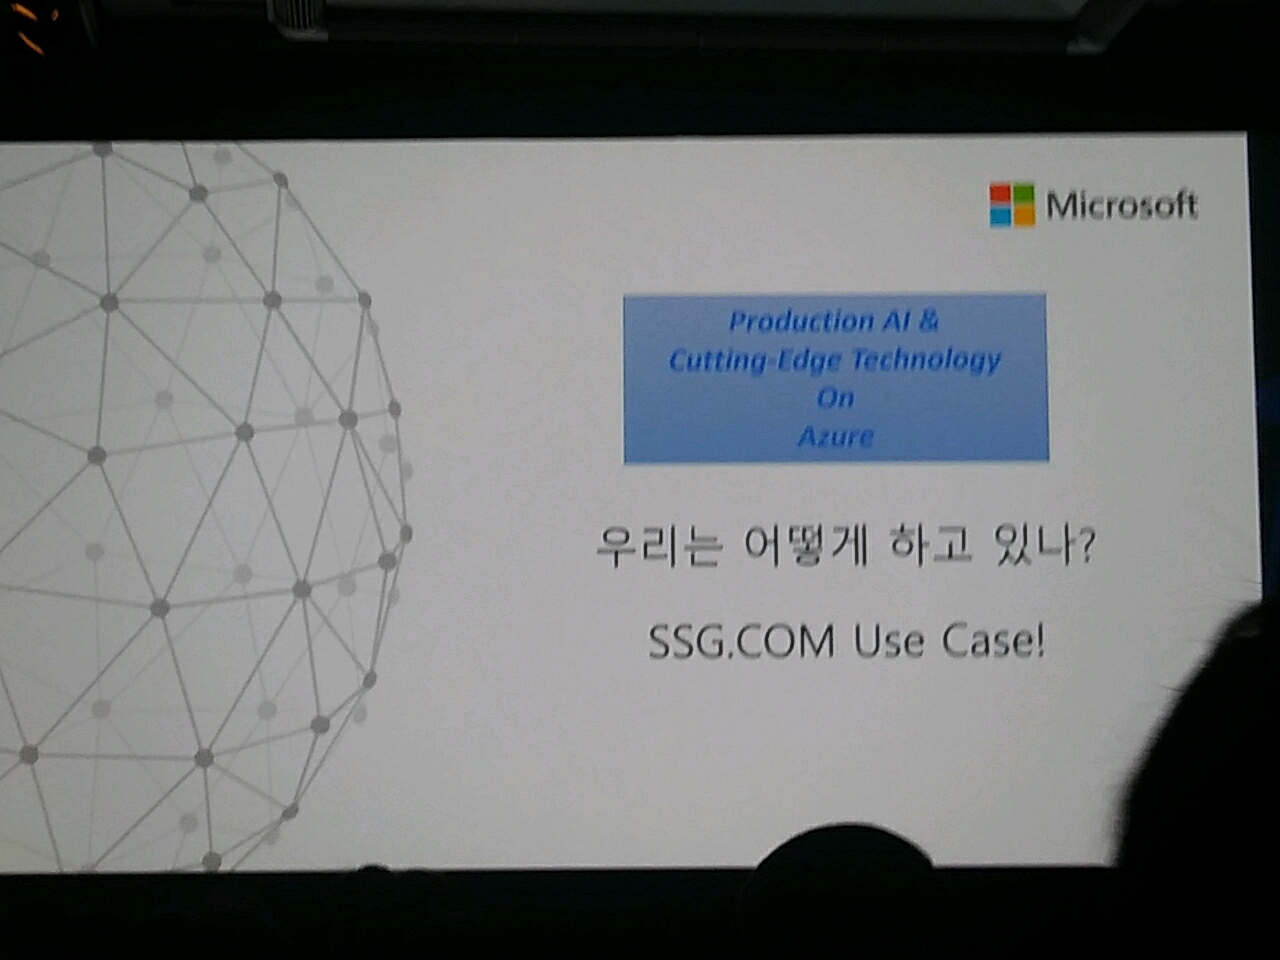 Microsoft
Production AI &
Cutting-Edge Technology
On
Azure
우리는 어떻게 하고 있나?
SSG.COM Use Case!